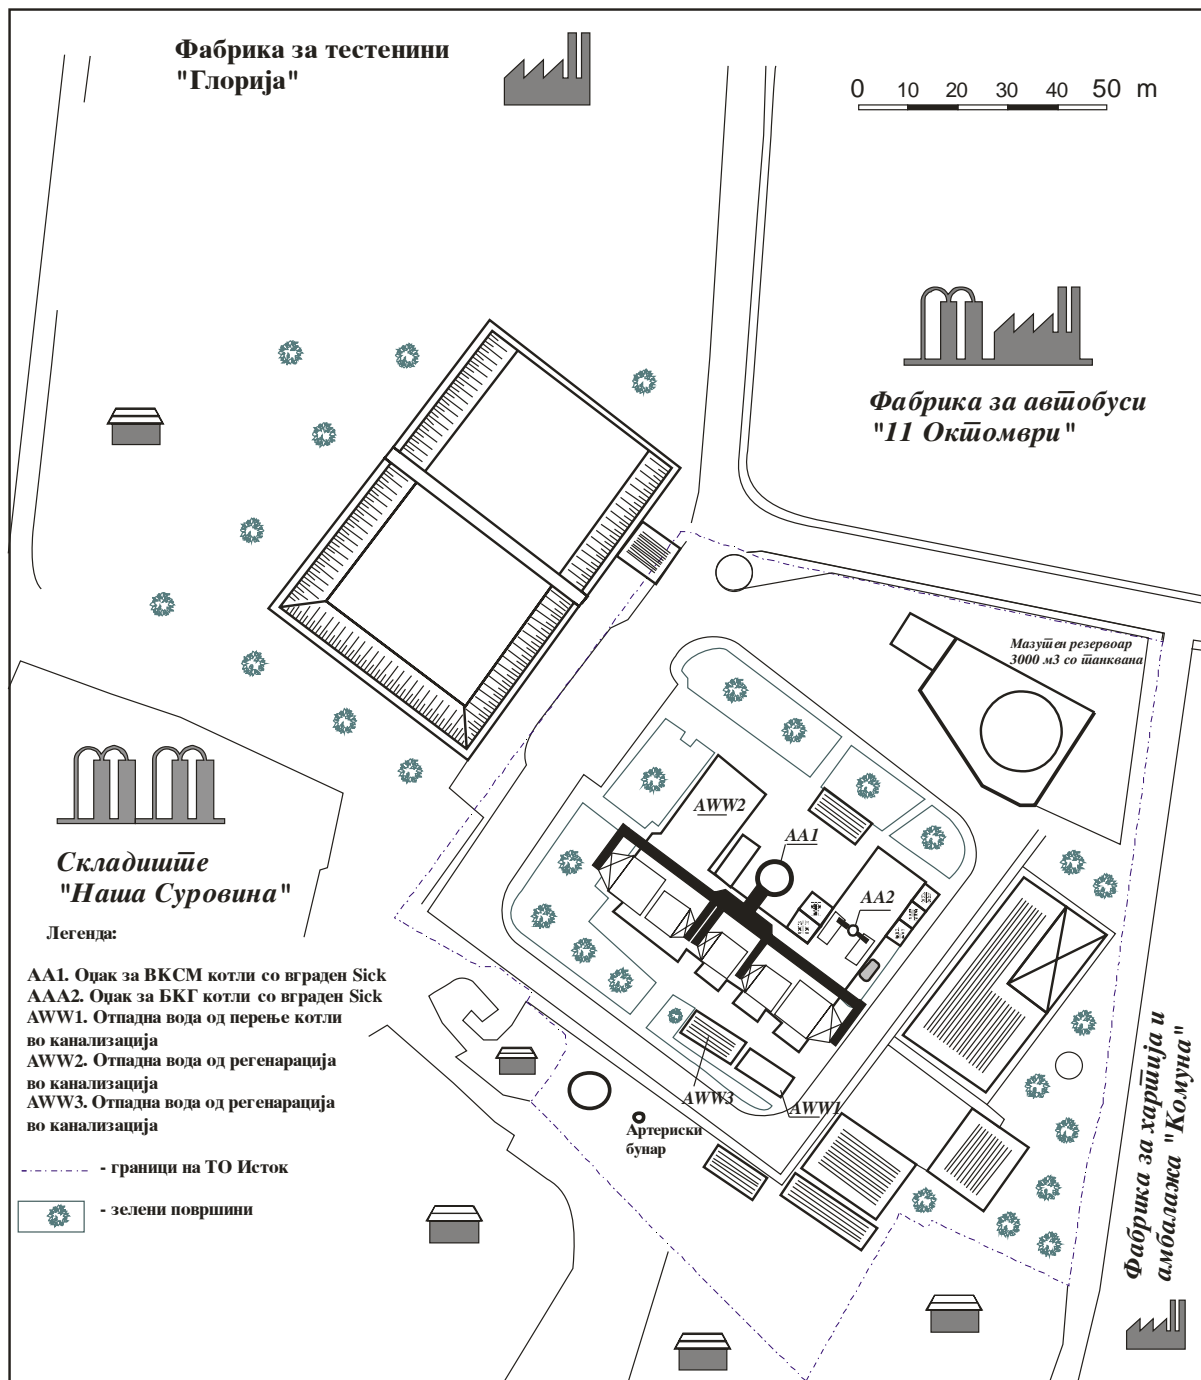 Фабрика за тестенини
"Глорија"
0 10 20 30 40 50 m
Фабрика за автобуси
"11 Октомври"
Мазутен резервоар
3000 м3 со танквана
AWW2
AA1
AA2
Складиште
"Наша Суровина"
Легенда:
AA1. Оџак за ВКСМ котли со вграден Sick
AAA2. Оџак за БКГ котли со вграден Sick
AWW1. Отпадна вода од перење котли
во канализација
AWW2. Отпадна вода од регенарација
во канализација
AWW3. Отпадна вода од регенарација
во канализација
- граници на ТО Исток
- зелени површини
AWW3
AWW1
Артериски
бунар
Фабрика за хартија и
амбалажа "Комуна"